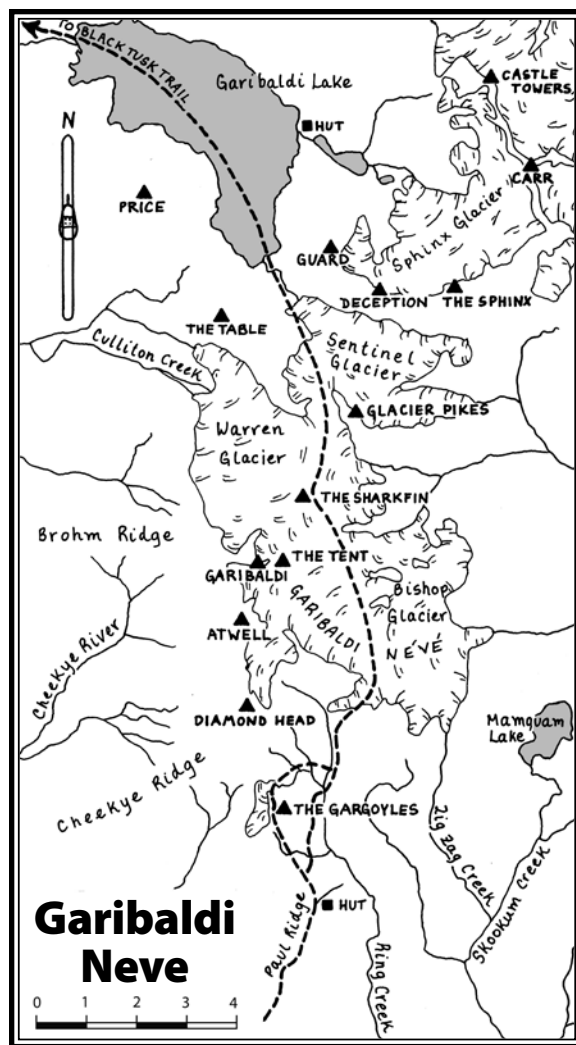 TO BLACK TUSK TRAIL
Garibaldi Lake
CASTLE
TOWERS
HUT
N
CARR
PRICE
Sphinx Glacier
GUARD
DECEPTION
THE SPHINX
THE TABLE
Culliton Creek
Sentinel
Glacier
GLACIER PIKES
Warren
Glacier
THE SHARKFIN
Brohm Ridge
THE TENT
GARIBALDI
Bishop
Glacier
GARIBALDI
NEVÉ
ATWELL
Cheekye River
DIAMOND HEAD
Mamquam
Lake
Cheekye Ridge
THE GARGOYLES
Zig Zag Creek
Skookum Creek
HUT
Paul Ridge
Ring Creek
Garibaldi
Neve
0 1 2 3 4